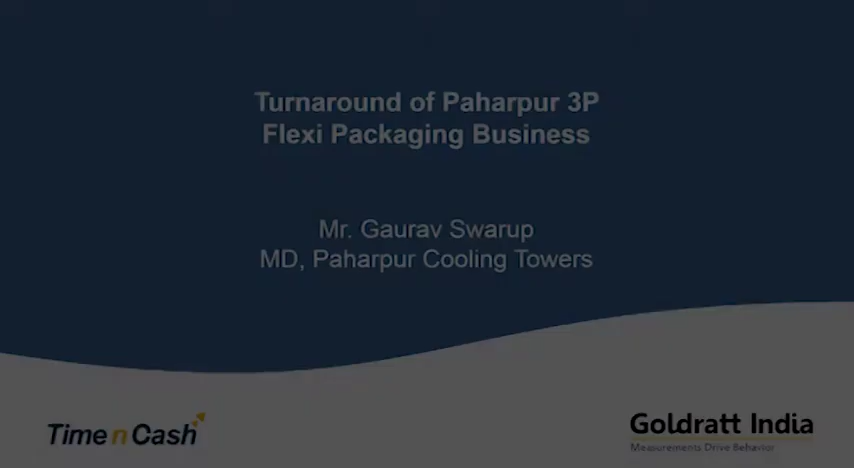 Turnaround of Paharpur 3P
Flexi Packaging Business
Mr. Gaurav Swarup
MD, Paharpur Cooling Towers
Time n Cash
Goldratt India
Measurements Drive Behavior